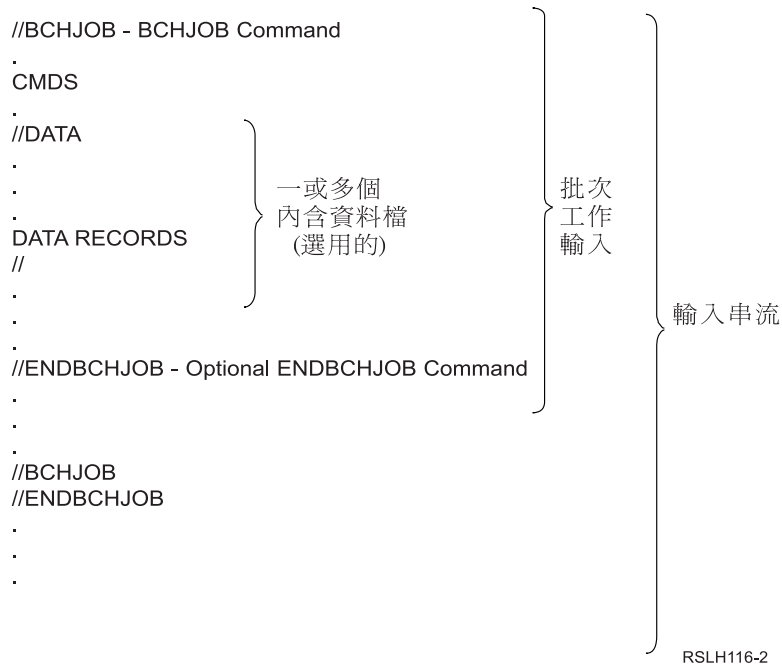 //BCHJOB - BCHJOB Command
.
CMDS
.
//DATA
.
.
.
DATA RECORDS
//
.
.
.
//ENDBCHJOB - Optional ENDBCHJOB Command
.
.
.
//BCHJOB
//ENDBCHJOB
.
.
.
一或多個
內含資料檔
(選用的)
批次
工作
輸入
輸入串流
RSLH116-2